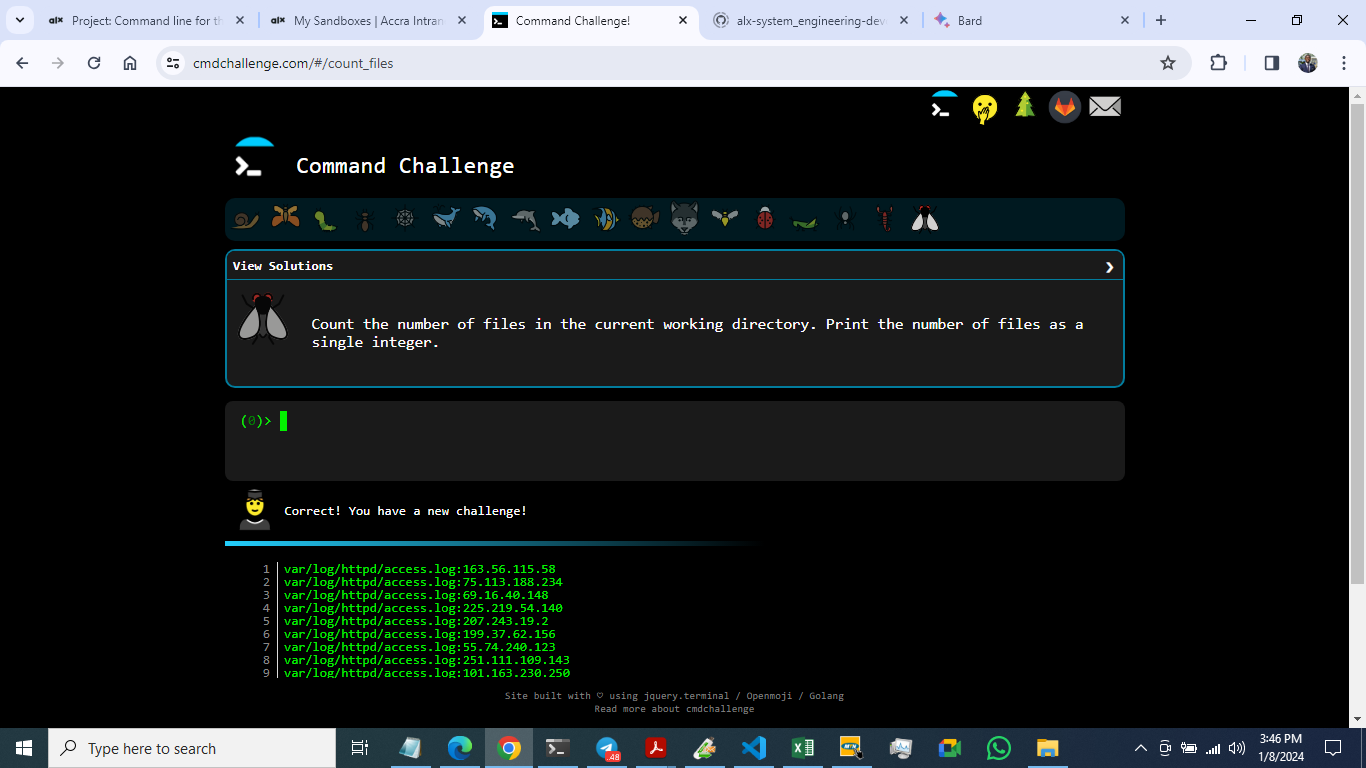 alx Project: Command line for th
alx My Sandboxes | Accra Intran
Command Challenge!
alx-system_engineering-devo
Bard
cmdchallenge.com/#/count_files
Command Challenge
View Solutions
Count the number of files in the current working directory. Print the number of files as a
single integer.
(0)>
Correct! You have a new challenge!
1 var/log/httpd/access.log:163.56.115.58
2 var/log/httpd/access.log:75.113.188.234
3 var/log/httpd/access.log:69.16.40.148
4 var/log/httpd/access.log:225.219.54.140
5 var/log/httpd/access.log:207.243.19.2
6 var/log/httpd/access.log:199.37.62.156
7 var/log/httpd/access.log:55.74.240.123
8 var/log/httpd/access.log:251.111.109.143
9 var/log/httpd/access.log:101.163.230.250
Site built with ♡ using jquery.terminal / Openmoji / Golang
Read more about cmdchallenge
Type here to search
.48
3:46 PM
1/8/2024